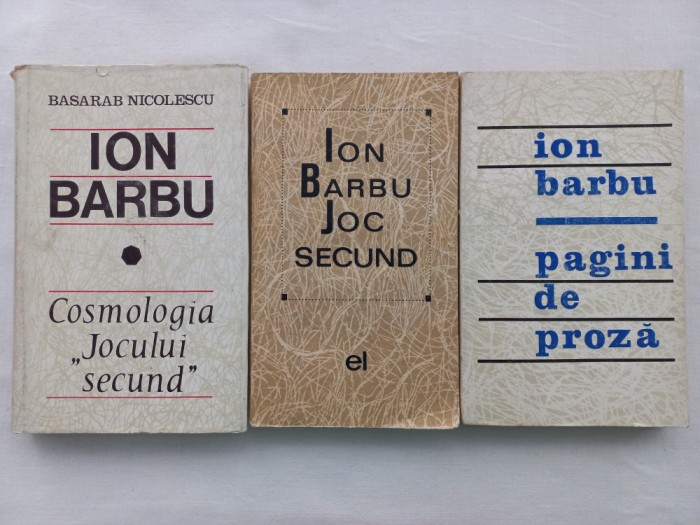 BASARAB NICOLESCU
ION
BARBU
Cosmologia
„Jocului
secund”
ION
BARBU
JOC
SECUND
el
ion
barbu
pagini
de
proză